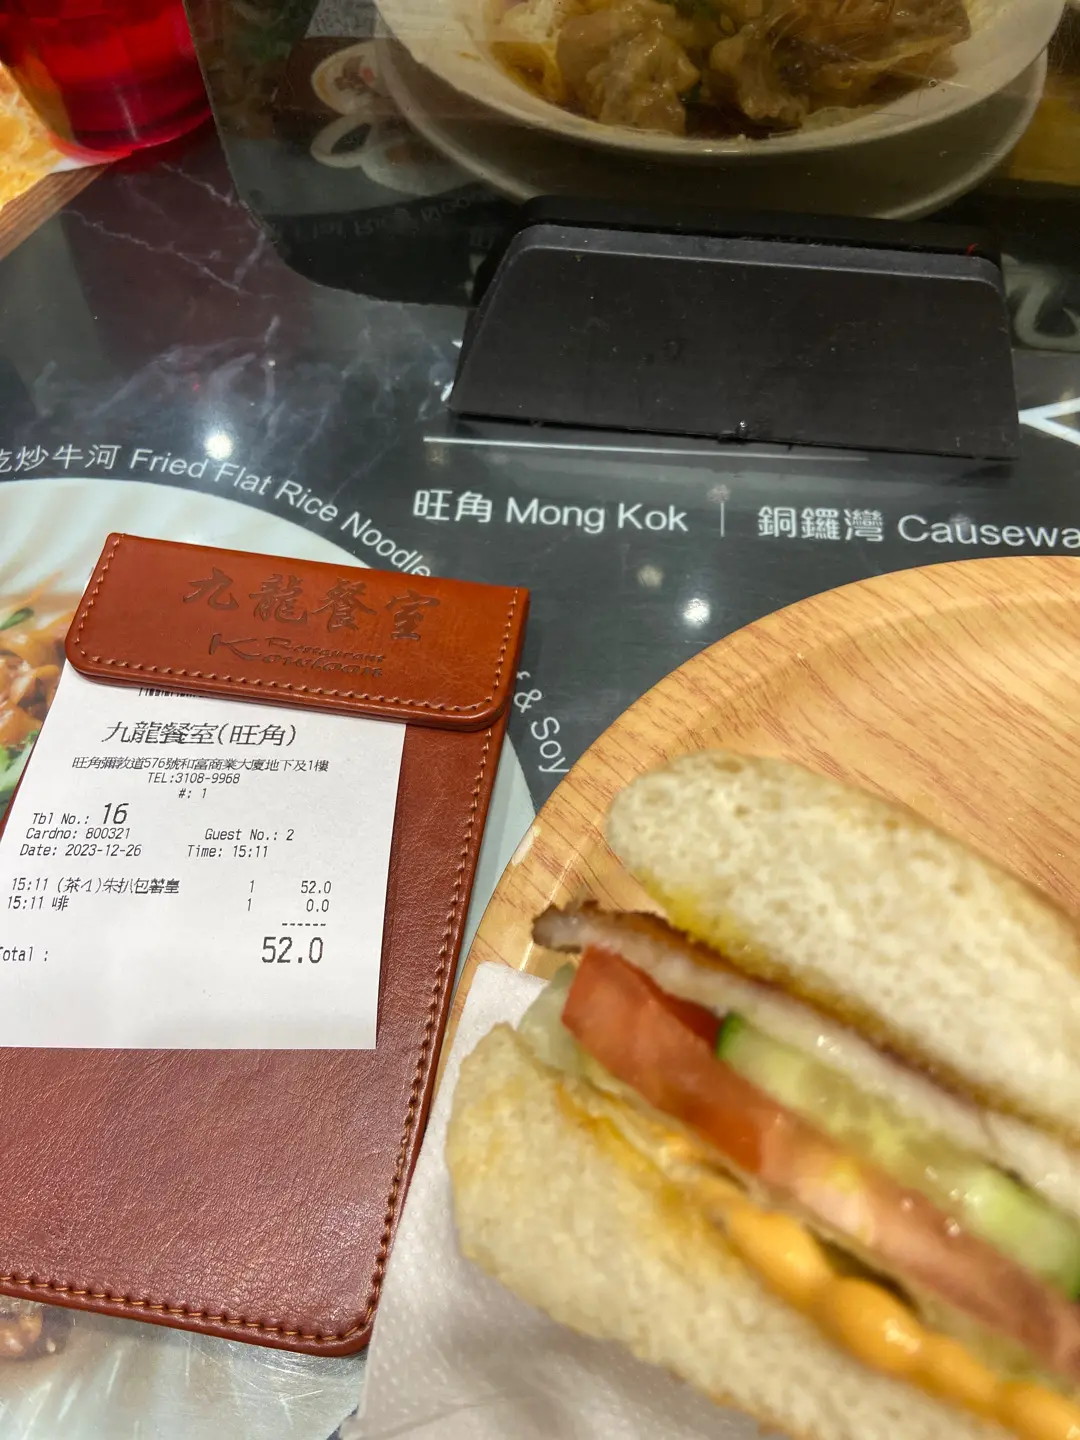 乾炒牛河 Fried Flat Rice Noodle
旺角 Mong Kok | 銅鑼灣 Causewa
& Soy
九龍餐室
Restaurant
Kowloon
九龍餐室(旺角)
旺角彌敦道576號和富商業大廈地下及1樓
TEL:3108-9968
#: 1
Tbl No.: 16
Cardno: 800321 Guest No.: 2
Date: 2023-12-26 Time: 15:11
15:11 (茶4)朱扒包薯皇 1 52.0
15:11 啡 1 0.0
------
Total : 52.0